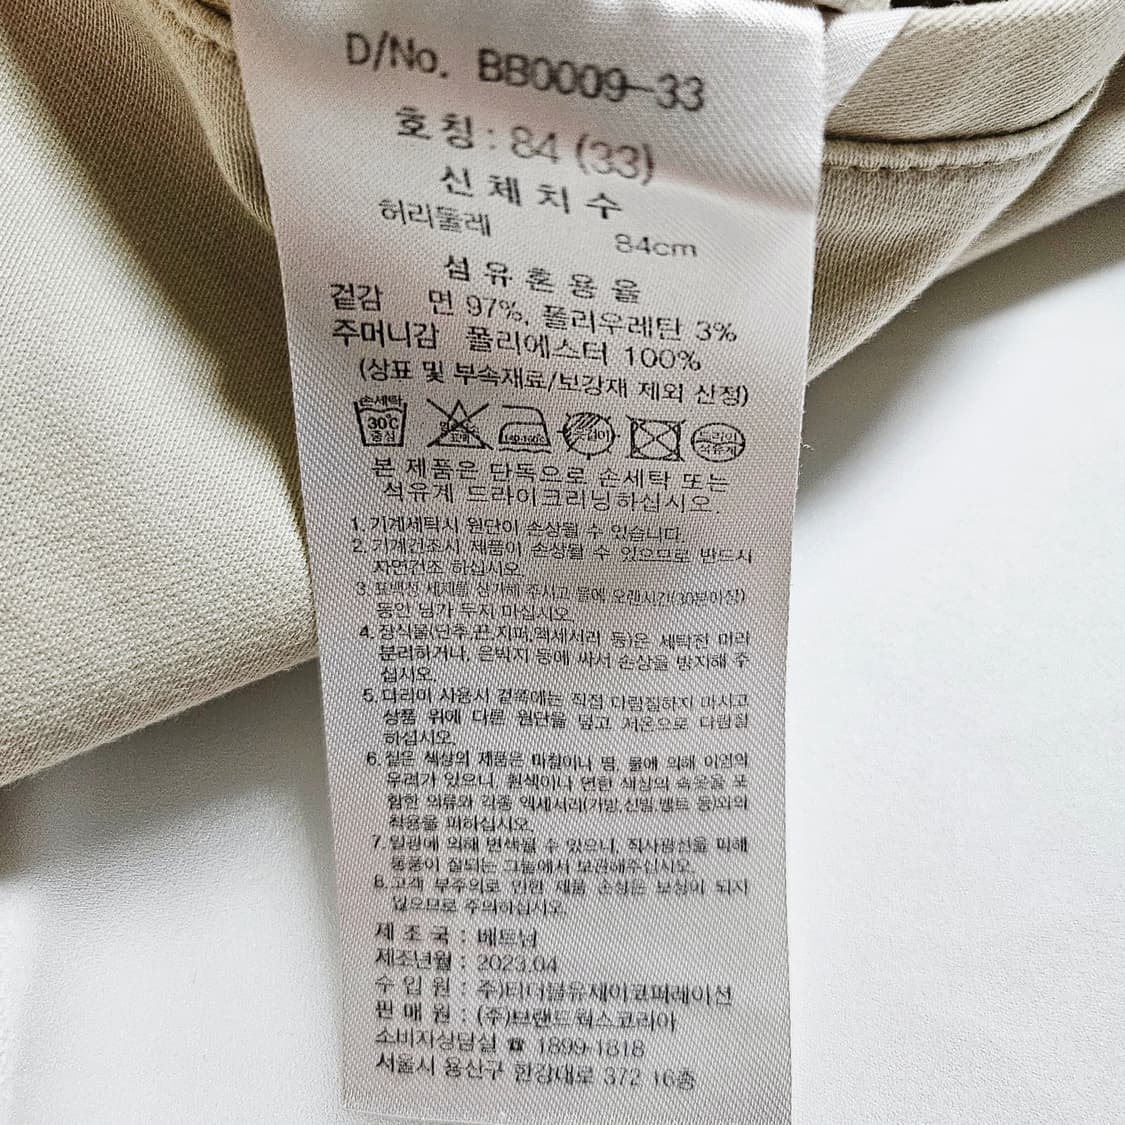 D/No. BB0009-33
호칭 : 84 (33)
신체치수
허리둘레 84cm
섬유혼용율
겉감 면 97%, 폴리우레탄 3%
주머니감 폴리에스터 100%
(상표 및 부속재료/보강재 제외 산정)
손세탁
30℃
중성
염소
표백
140-160℃
옷걸이
드라이
석유계
본 제품은 단독으로 손세탁 또는
석유계 드라이크리닝하십시오.
1. 기계세탁시 원단이 손상될 수 있습니다.
2. 기계건조시 제품이 손상될 수 있으므로 반드시
자연건조 하십시오.
3. 표백성 세제를 삼가해 주시고 물에 오랜시간(30분이상)
동안 담가 두지 마십시오.
4. 장식물(단추,끈,지퍼,액세서리 등)은 세탁전 미리
분리하거나, 은박지 등에 싸서 손상을 방지해 주
십시오.
5. 다리미 사용시 겉쪽에는 직접 다림질하지 마시고
상품 위에 다른 원단을 덮고 저온으로 다림질
하십시오.
6. 짙은 색상의 제품은 마찰이나 땀, 물에 의해 이염의
우려가 있으니, 흰색이나 연한 색상의 속옷을 포
함한 의류와 각종 액세서리(가방,신발,벨트 등)와의
착용을 피하십시오.
7. 일광에 의해 변색될 수 있으니, 직사광선을 피해
통풍이 잘되는 그늘에서 보관해주십시오.
8. 고객 부주의로 인한 제품 손상은 보상이 되지
않으므로 주의하십시오.
제 조 국 : 베트남
제조년월 : 2023.04
수 입 원 : 주)티더블유세이코퍼레이션
판 매 원 : (주)브랜드웍스코리아
소비자상담실 ☎ 1899-1818
서울시 용산구 한강대로 372 16층